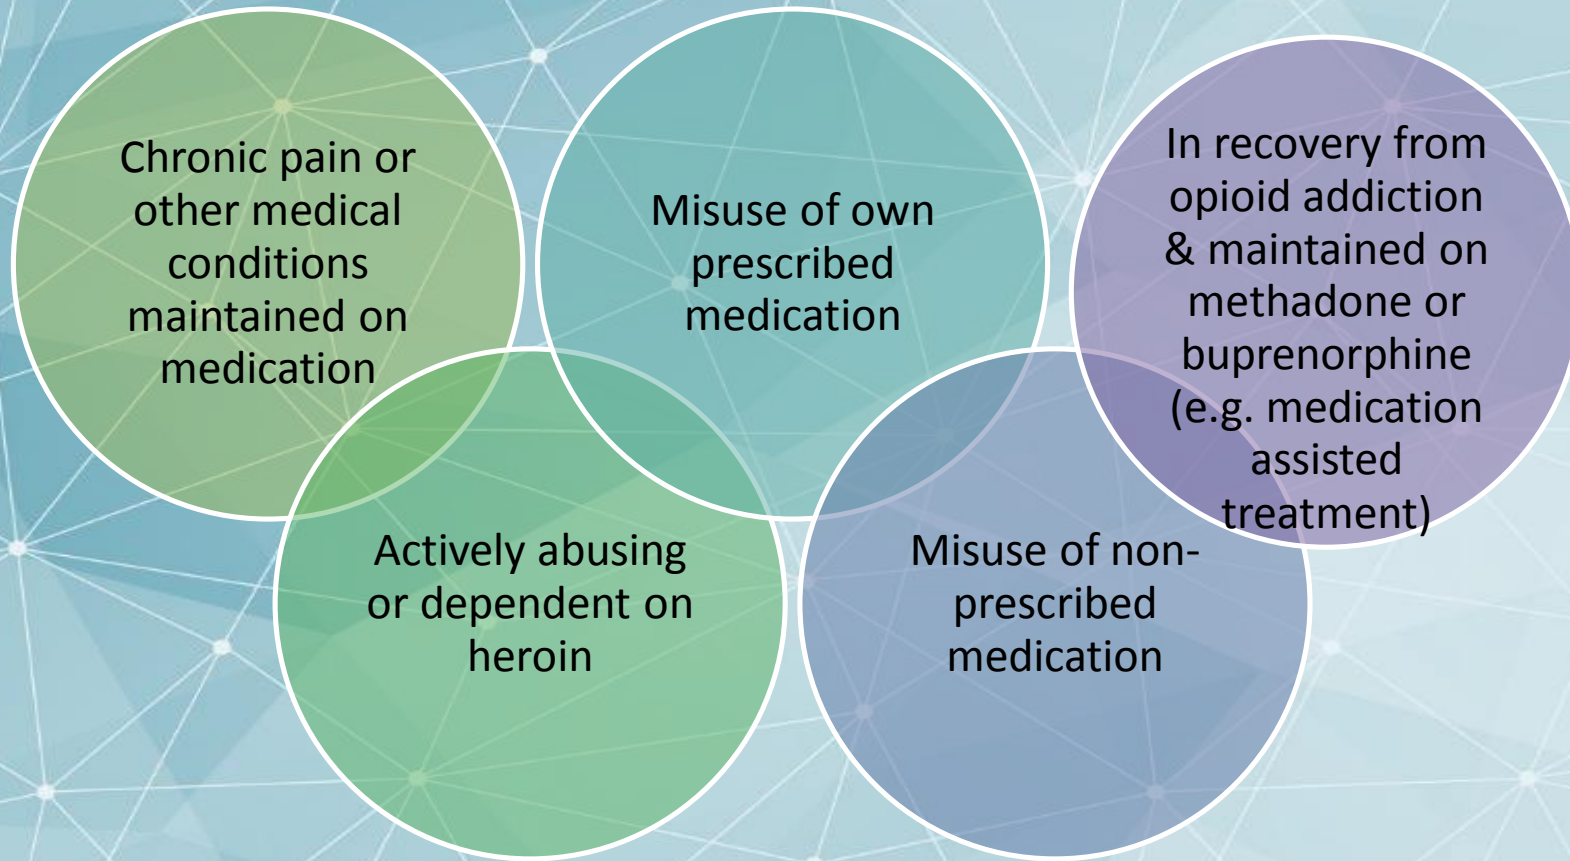 Chronic pain or
other medical
conditions
maintained on
medication
Misuse of own
prescribed
medication
In recovery from
opioid addiction
& maintained on
methadone or
buprenorphine
(e.g. medication
assisted
treatment)
Actively abusing
or dependent on
heroin
Misuse of non-
prescribed
medication